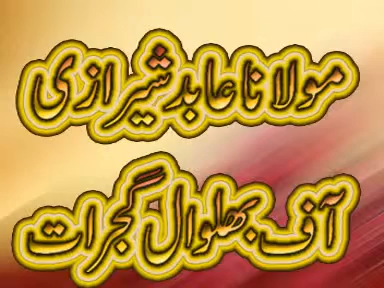 مولانا عابد شیرازی
آف بھلوال گجرات